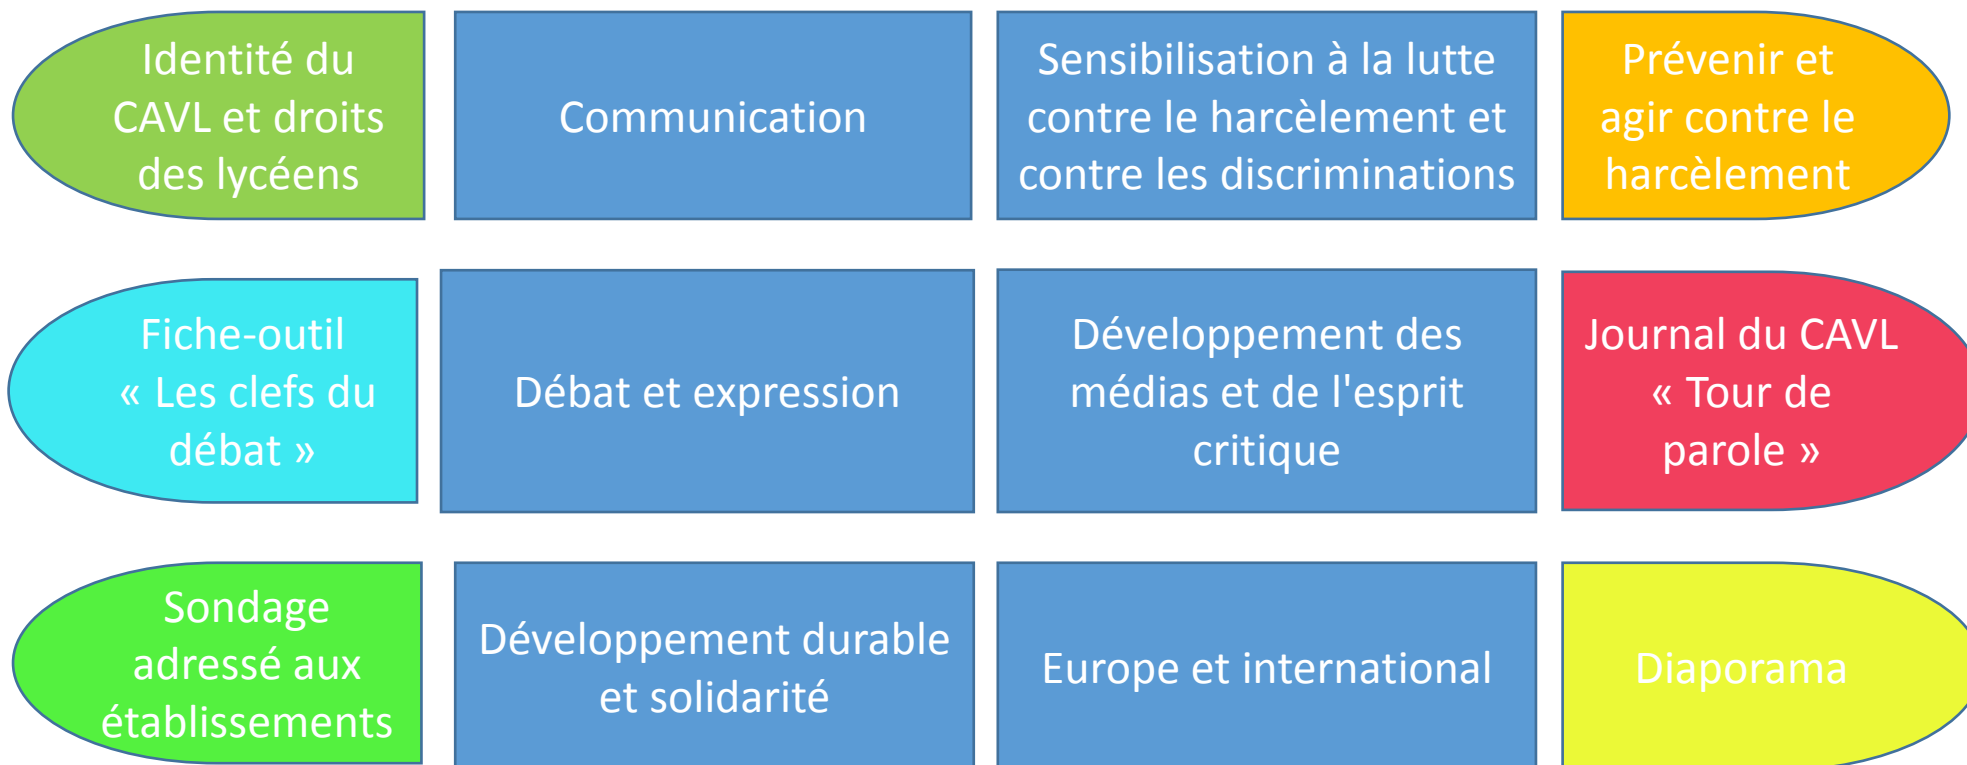 Identité du
CAVL et droits
des lycéens
Communication
Sensibilisation à la lutte
contre le harcèlement et
contre les discriminations
Prévenir et
agir contre le
harcèlement
Fiche-outil
« Les clefs du
débat »
Débat et expression
Développement des
médias et de l'esprit
critique
Journal du CAVL
« Tour de
parole »
Sondage
adressé aux
établissements
Développement durable
et solidarité
Europe et international
Diaporama